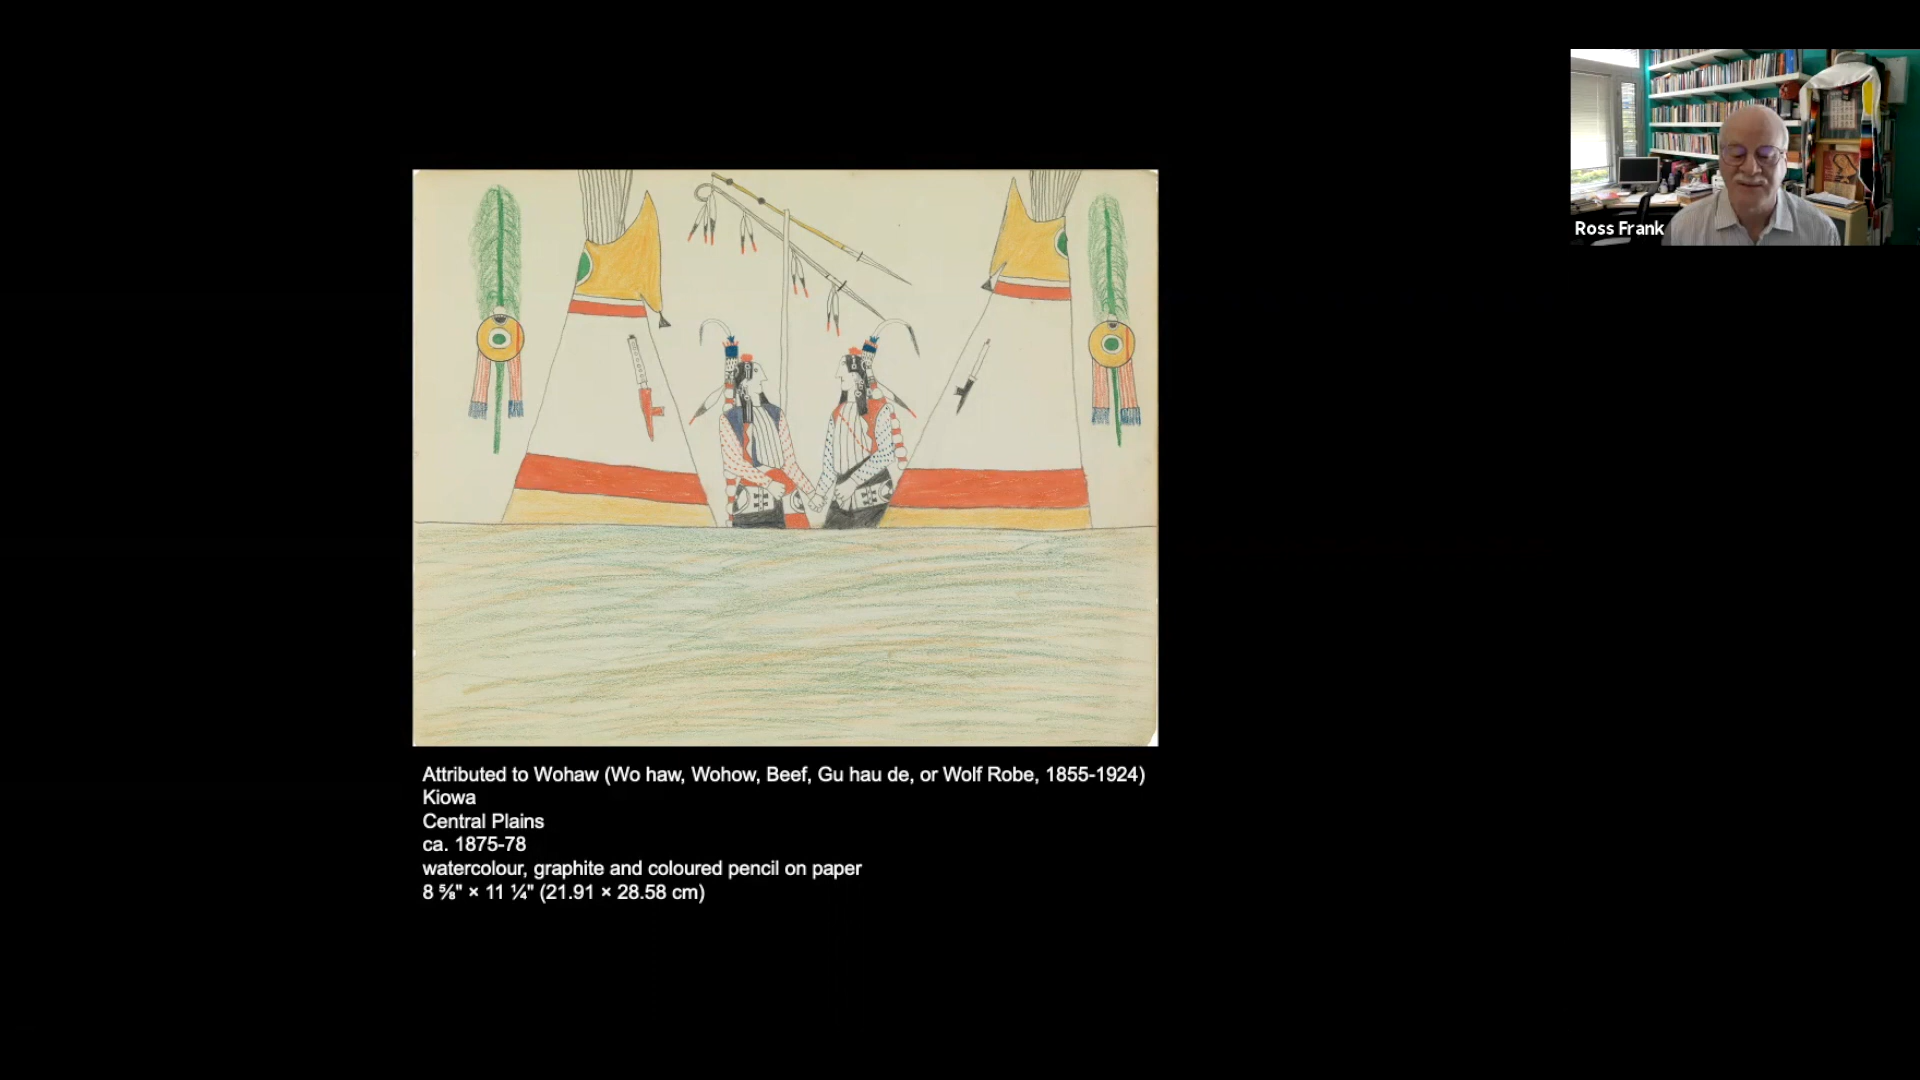 Ross Frank
Attributed to Wohaw (Wo haw, Wohow, Beef, Gu hau de, or Wolf Robe, 1855-1924)
Kiowa
Central Plains
ca. 1875-78
watercolour, graphite and coloured pencil on paper
8 ⅝" × 11 ¼" (21.91 × 28.58 cm)